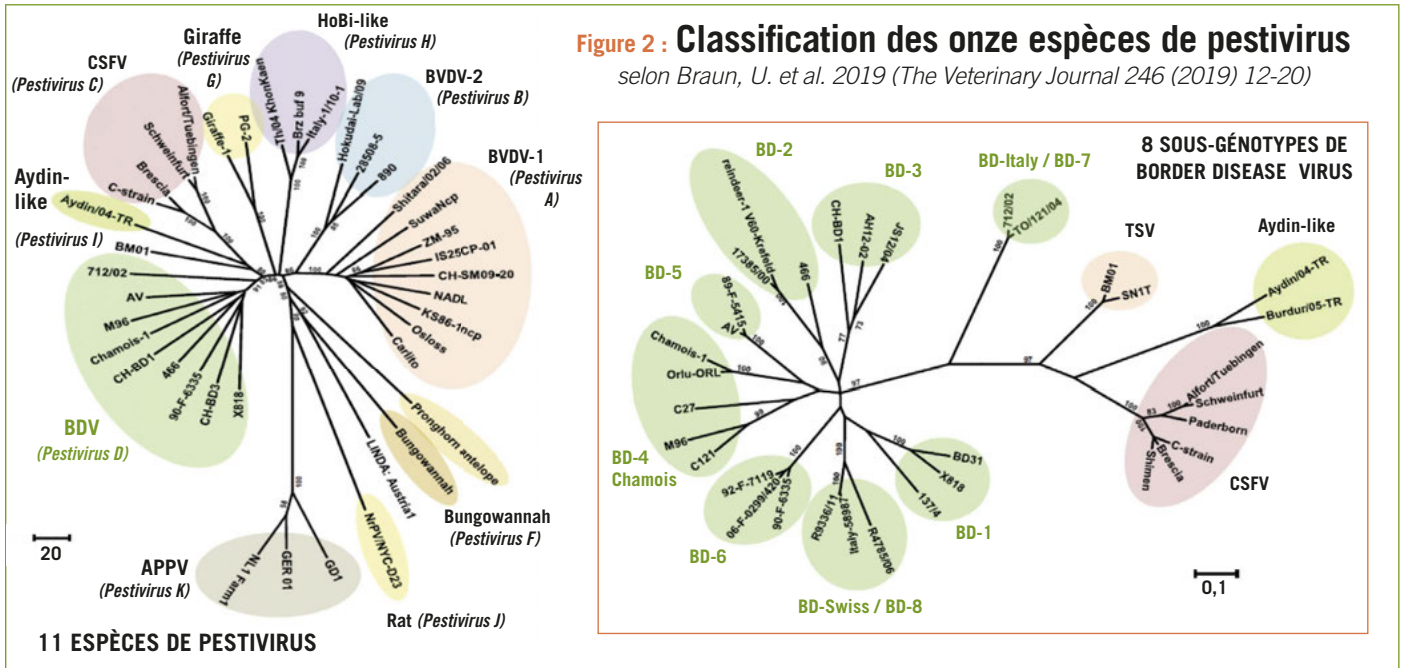 Figure 2 : Classification des onze espèces de pestivirus
selon Braun, U. et al. 2019 (The Veterinary Journal 246 (2019) 12-20)
HoBi-like
(Pestivirus H)
Giraffe
(Pestivirus
G)
CSFV
(Pestivirus C)
BVDV-2
(Pestivirus B)
BVDV-1
(Pestivirus
A)
Aydin-
like
(Pestivirus I)
Alfort/Tuebingen
Schweinfurt
Brescia
C-strain
Giraffe-1
PG-2
Th/04 KhonKaen
Brz buf 9
Italy-1/10-1
Hokudai-Lab/09
28508-5
890
Shitara/02/06
SuwaNcp
ZM-95
IS25CP-01
CH-SM09-20
NADL
KS86-1ncp
Osloss
Carlito
Aydin/04-TR
BM01
712/02
AV
M96
Chamois-1
CH-BD1
466
90-F-6335
CH-BD3
X818
BDV
(Pestivirus D)
Pronghorn antelope
Bungowannah
LINDA: Austria1
NrPV/NYC-D23
Bungowannah
(Pestivirus F)
APPV
(Pestivirus K)
NL1 Farm1
GER 01
GD1
Rat (Pestivirus J)
20
11 ESPÈCES DE PESTIVIRUS
8 SOUS-GÉNOTYPES DE
BORDER DISEASE VIRUS
BD-2
reindeer-1 V60-Krefeld
17385/00
466
BD-3
CH-BD1
AH12-02
JS12/04
BD-Italy / BD-7
712/02
TO/121/04
TSV
BM01
SN1T
Aydin-like
Aydin/04-TR
Burdur/05-TR
BD-5
89-F-5415
AV
Chamois-1
Orlu-ORL
C27
M96
C121
BD-4
Chamois
92-F-7119
06-F-0299/420
90-F-6335
BD-6
R9336/11
Italy-58987
R4785/06
BD-Swiss / BD-8
BD31
X818
137/4
BD-1
Alfort/Tuebingen
Schweinfurt
Paderborn
C-strain
Brescia
Shimen
CSFV
0,1